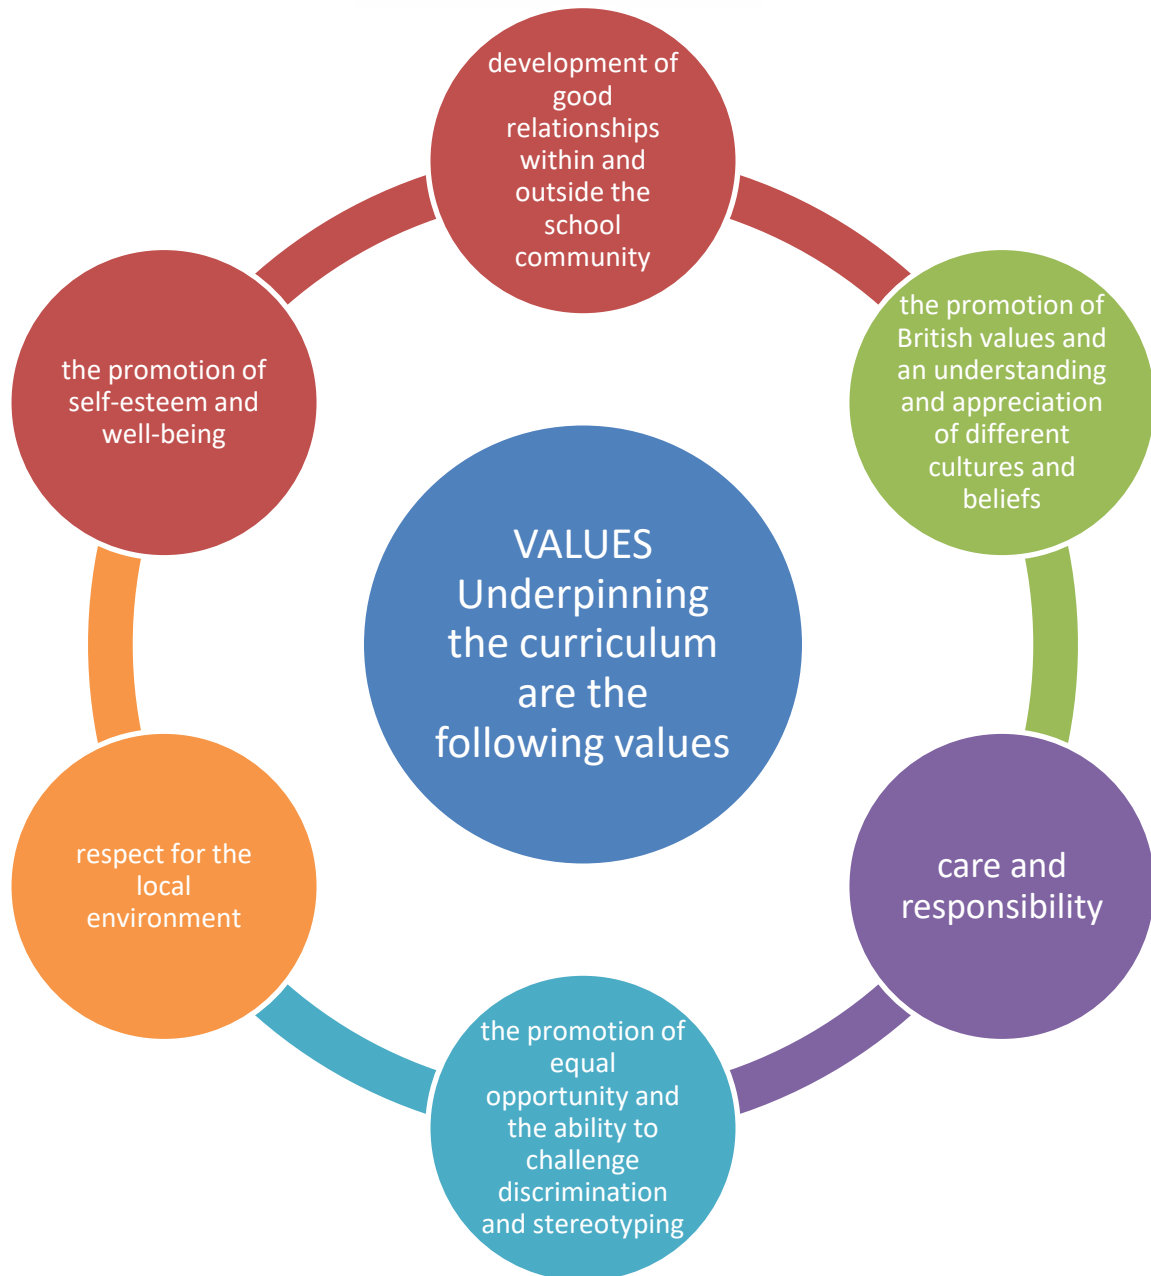 development of
good
relationships
within and
outside the
school
community
the promotion of
British values and
an understanding
and appreciation
of different
cultures and
beliefs
care and
responsibility
the promotion of
equal
opportunity and
the ability to
challenge
discrimination
and stereotyping
respect for the
local
environment
the promotion of
self-esteem and
well-being
VALUES
Underpinning
the curriculum
are the
following values